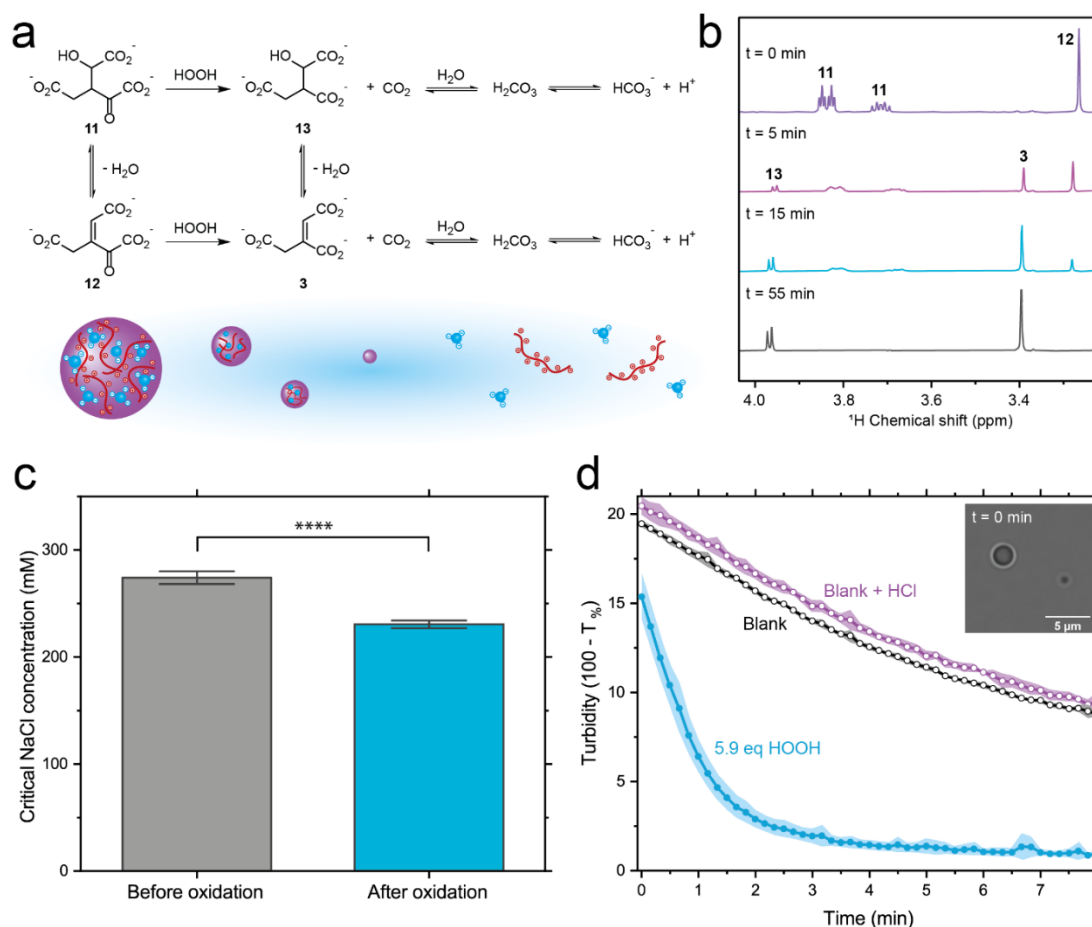 a
HO CO₂⁻
⁻O₂C CO₂⁻
O
11
HOOH
HO CO₂⁻
⁻O₂C CO₂⁻
13
+ CO₂
H₂O
H₂CO₃
HCO₃⁻ + H⁺
- H₂O
- H₂O
CO₂⁻
⁻O₂C CO₂⁻
O
12
HOOH
CO₂⁻
⁻O₂C CO₂⁻
3
+ CO₂
H₂O
H₂CO₃
HCO₃⁻ + H⁺
b
t = 0 min
11
11
12
t = 5 min
13
3
t = 15 min
t = 55 min
4.0 3.8 3.6 3.4
¹H Chemical shift (ppm)
c
Critical NaCl concentration (mM)
300
200
100
0
****
Before oxidation
After oxidation
d
Turbidity (100 - T%)
20
15
10
5
0
t = 0 min
5 µm
Blank + HCl
Blank
5.9 eq HOOH
0 1 2 3 4 5 6 7
Time (min)